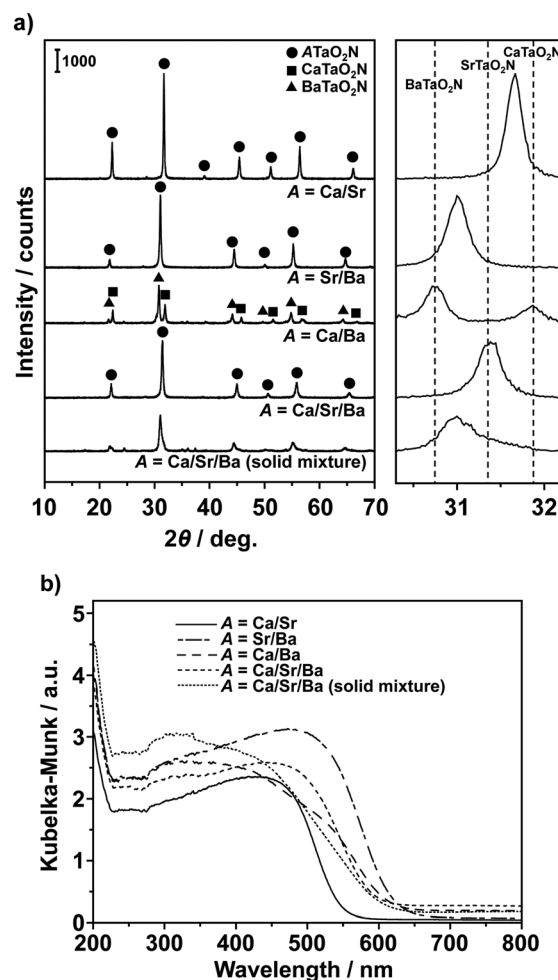 a)
1000
● ATaO₂N
■ CaTaO₂N
▲ BaTaO₂N
CaTaO₂N
SrTaO₂N
BaTaO₂N
A = Ca/Sr
A = Sr/Ba
A = Ca/Ba
A = Ca/Sr/Ba
A = Ca/Sr/Ba (solid mixture)
Intensity / counts
10 20 30 40 50 60 70
31 32
2θ / deg.
b)
A = Ca/Sr
A = Sr/Ba
A = Ca/Ba
A = Ca/Sr/Ba
A = Ca/Sr/Ba (solid mixture)
Kubelka-Munk / a.u.
5
4
3
2
1
0
200 300 400 500 600 700 800
Wavelength / nm